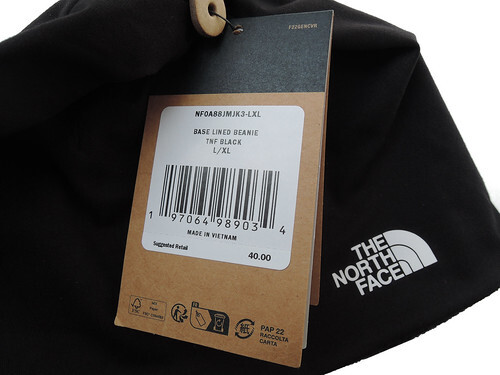 NF0A88JMJK3-LXL
BASE LINED BEANIE
TNF BLACK
L/XL
1 97064 98903 4
MADE IN VIETNAM
Suggested Retail
40.00
THE
NORTH
FACE
PAP 22
RACCOLTA
CARTA